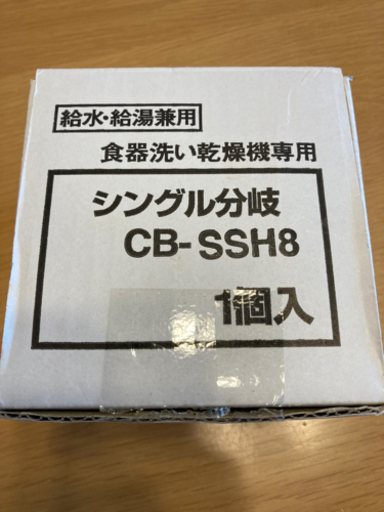 給水・給湯兼用
食器洗い乾燥機専用
シングル分岐
CB-SSH8
1個入